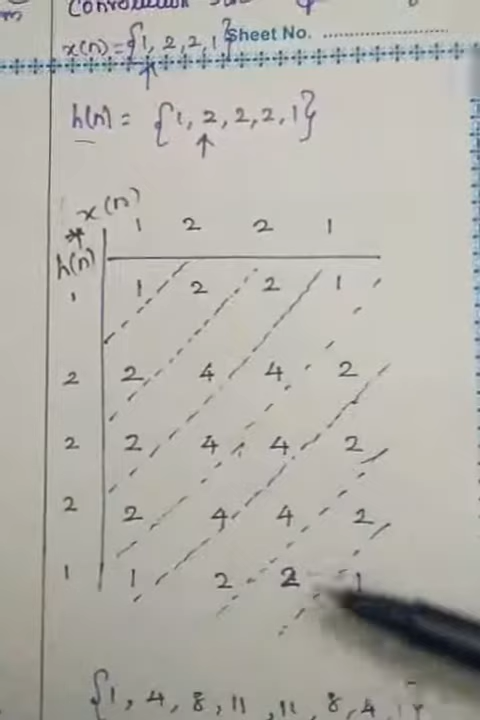 x(n)={1, 2, 2, 1} Sheet No. ....................
↑
h(n) = {1, 2, 2, 2, 1}
↑
x(n)
* 1 2 2 1
h(n)
1 1 2 2 1
2 2 4 4 2
2 2 4 4 2
2 2 4 4 2
1 1 2 2 1
{1, 4, 8, 11, 11, 8, 4, 1}